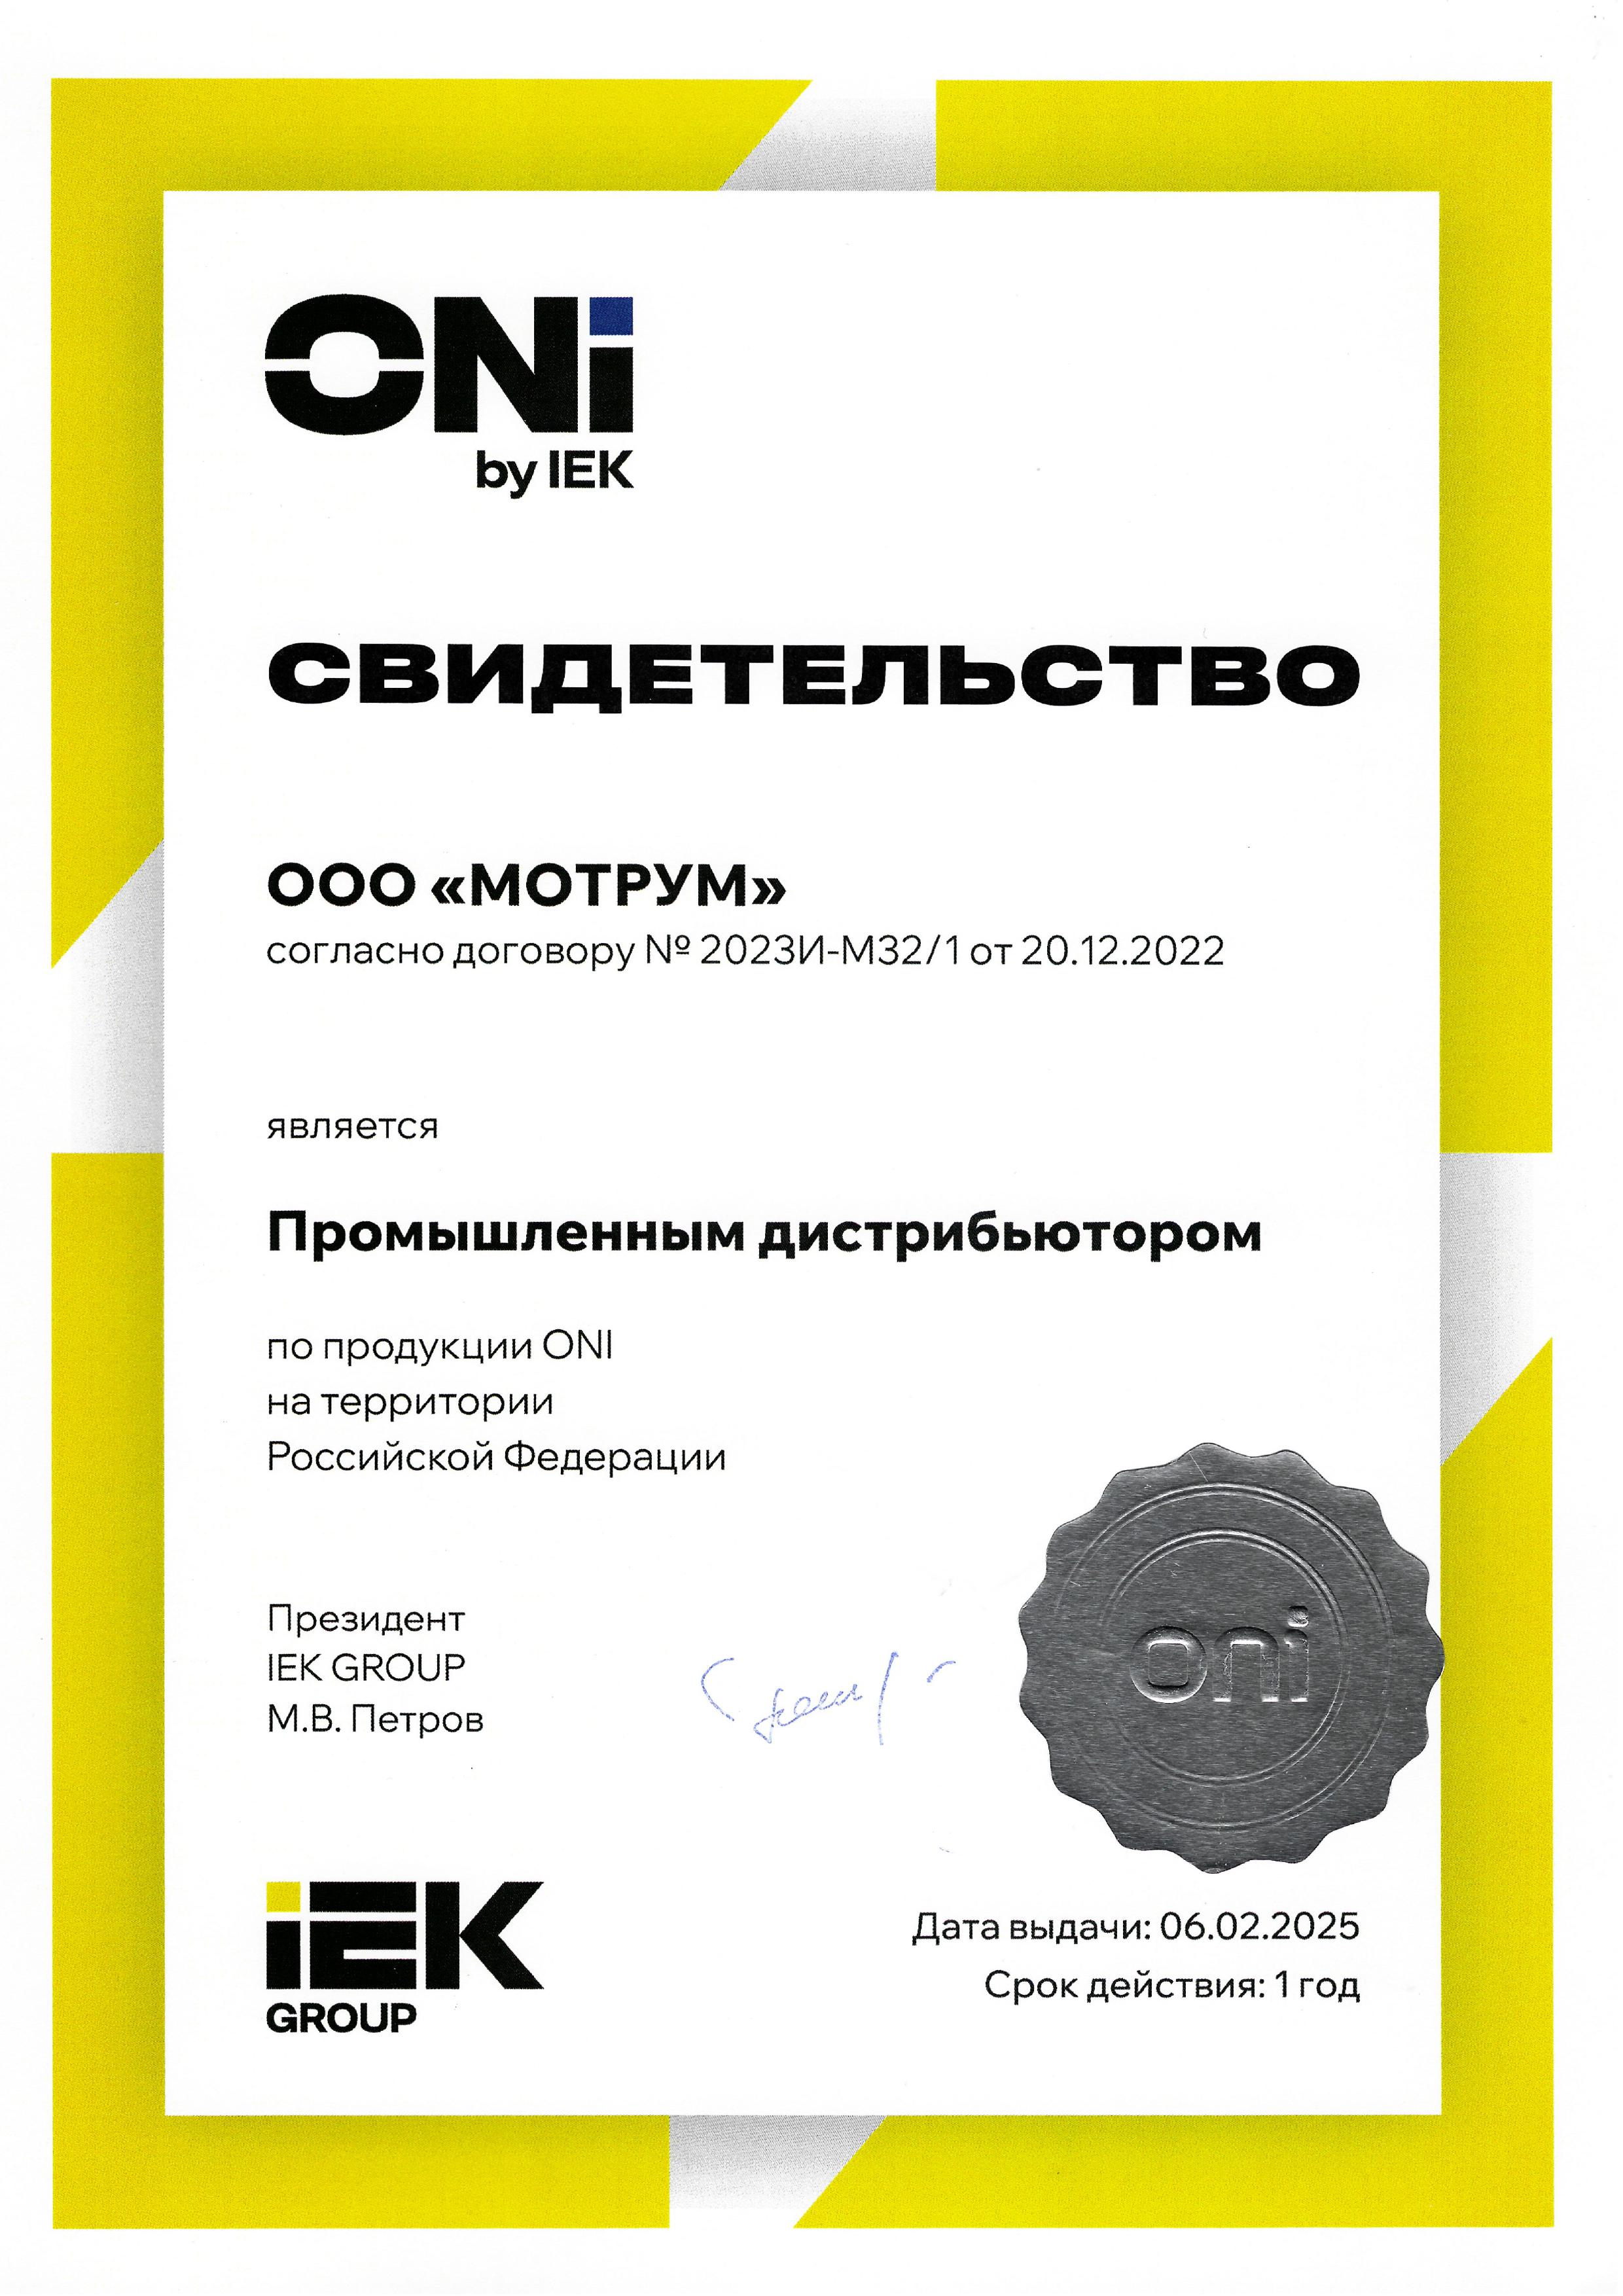 ONi
by IEK
СВИДЕТЕЛЬСТВО
ООО «МОТРУМ»
согласно договору № 2023И-М32/1 от 20.12.2022
является
Промышленным дистрибьютором
по продукции ONI
на территории
Российской Федерации
Президент
IEK GROUP
М.В. Петров
oni
iEK
GROUP
Дата выдачи: 06.02.2025
Срок действия: 1 год